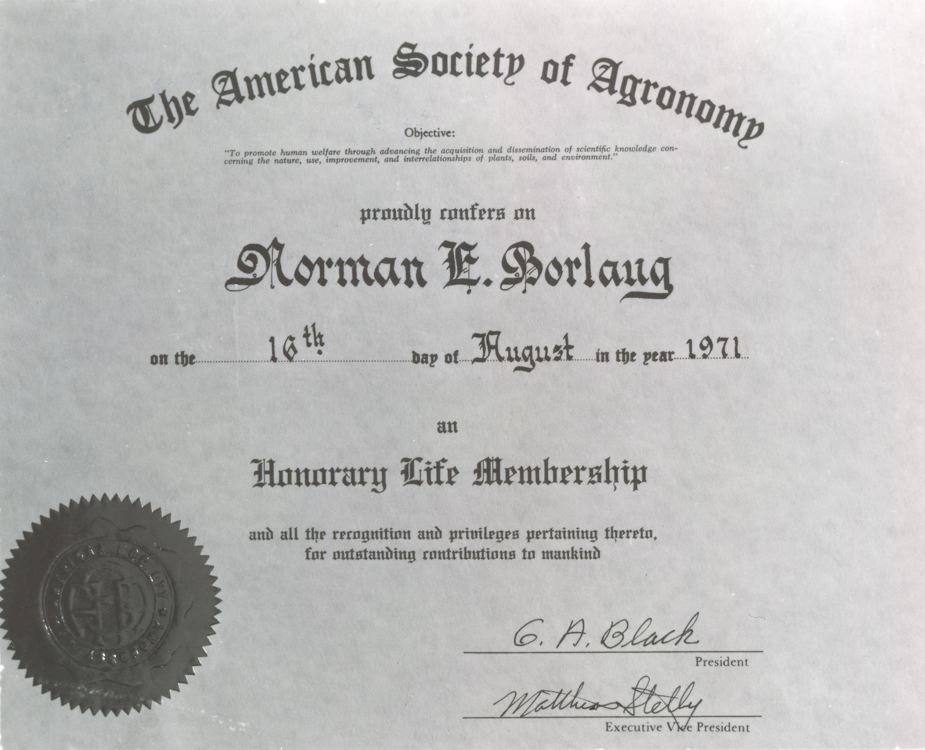 The American Society of Agronomy
Objective:
"To promote human welfare through advancing the acquisition and dissemination of scientific knowledge con-
cerning the nature, use, improvement, and interrelationships of plants, soils, and environment."
proudly confers on
Norman E. Borlaug
on the 16th day of August in the year 1971
an
Honorary Life Membership
and all the recognition and privileges pertaining thereto,
for outstanding contributions to mankind
C. A. Black
President
Matthias Stelly
Executive Vice President